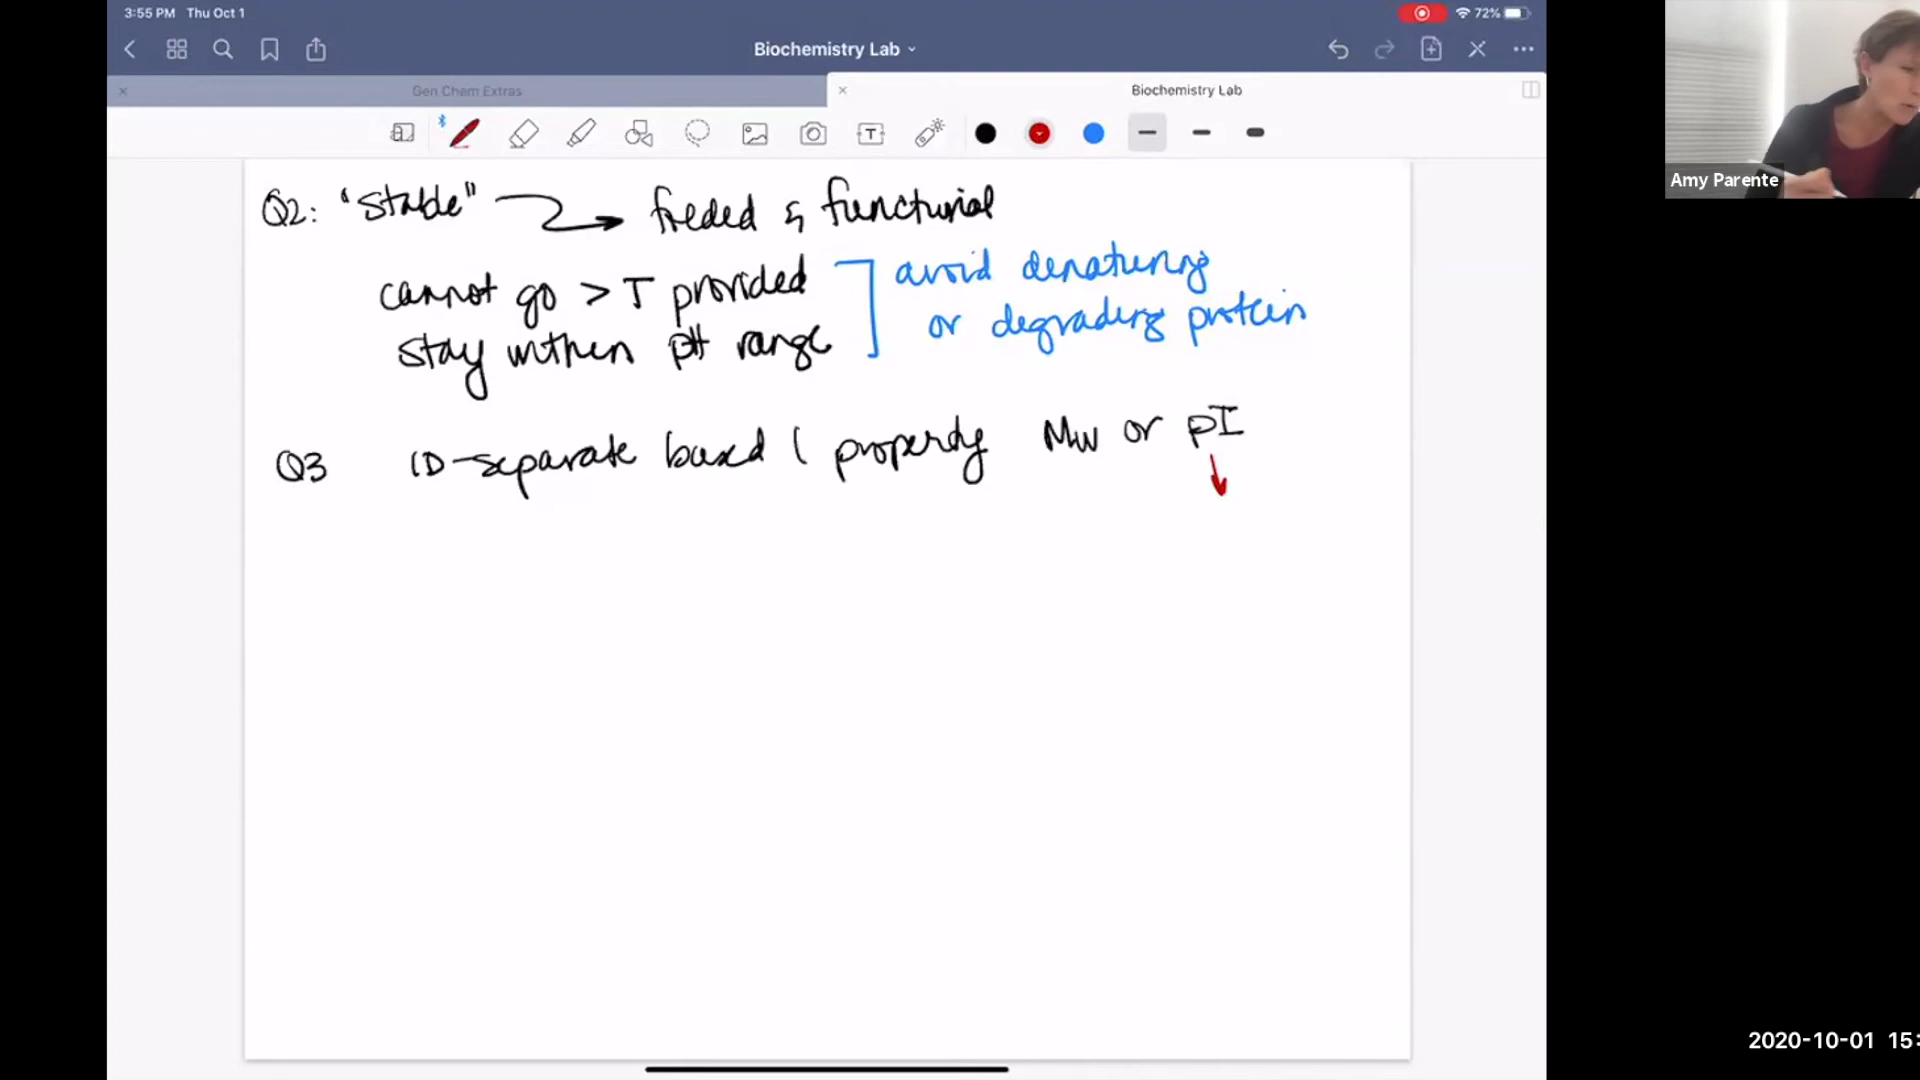 3:55 PM Thu Oct 1
72%
Biochemistry Lab
Gen Chem Extras
Biochemistry Lab
T
Amy Parente
Q2: "Stable" → folded & functional
cannot go > T provided
avoid denaturing
stay within pH range
or degrading protein
Q3 1D-separate based 1 property MW or pI
2020-10-01 15: